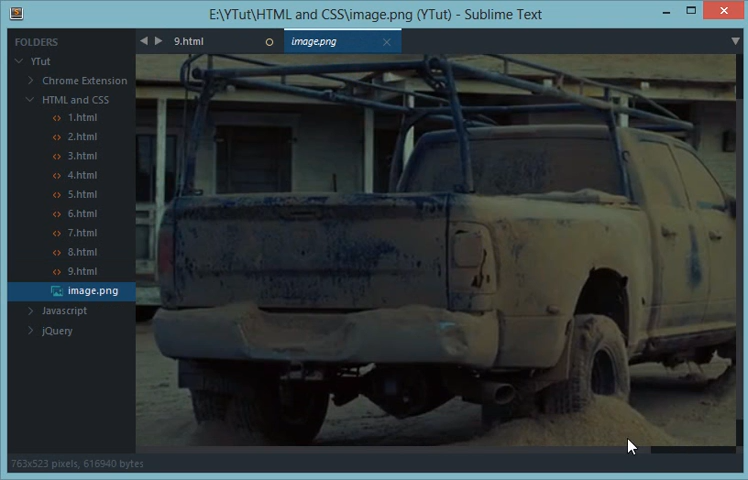 E:\YTut\HTML and CSS\image.png (YTut) - Sublime Text
FOLDERS
9.html
image.png
YTut
Chrome Extension
HTML and CSS
1.html
2.html
3.html
4.html
5.html
6.html
7.html
8.html
9.html
image.png
Javascript
jQuery
763x523 pixels, 616940 bytes